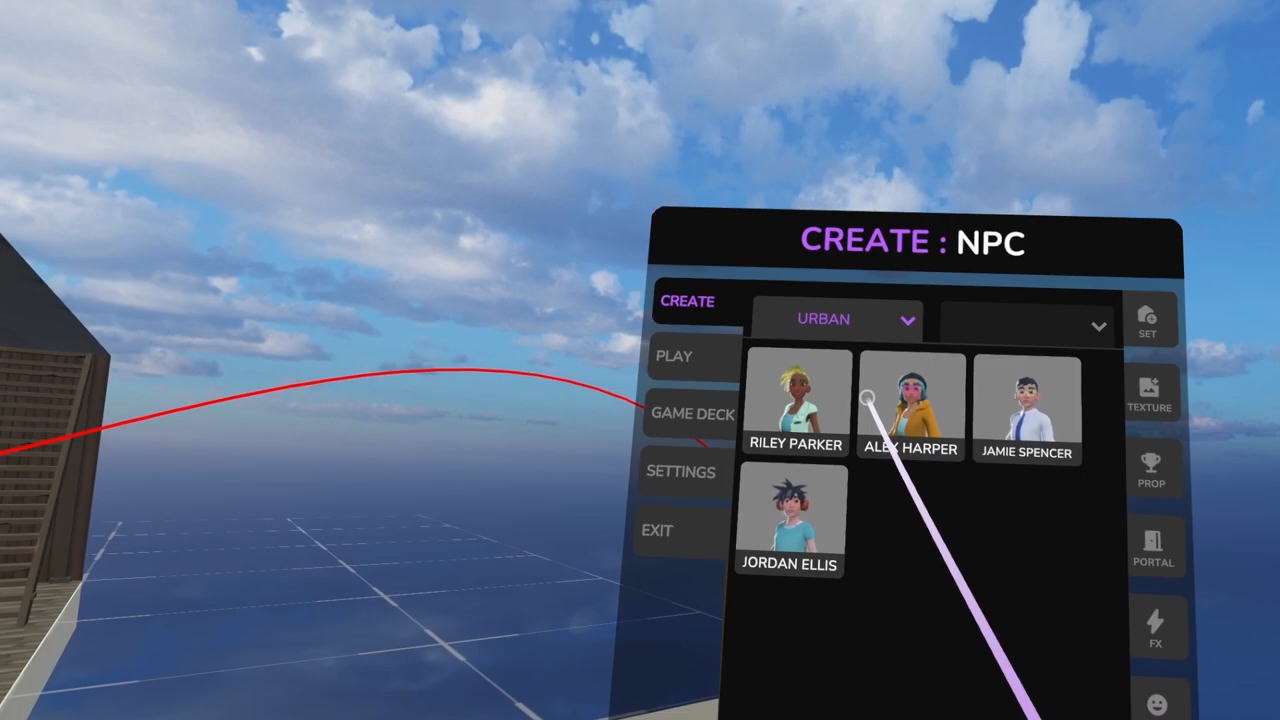 CREATE : NPC
CREATE
PLAY
GAME DECK
SETTINGS
EXIT
URBAN
RILEY PARKER
ALEX HARPER
JAMIE SPENCER
JORDAN ELLIS
SET
TEXTURE
PROP
PORTAL
FX